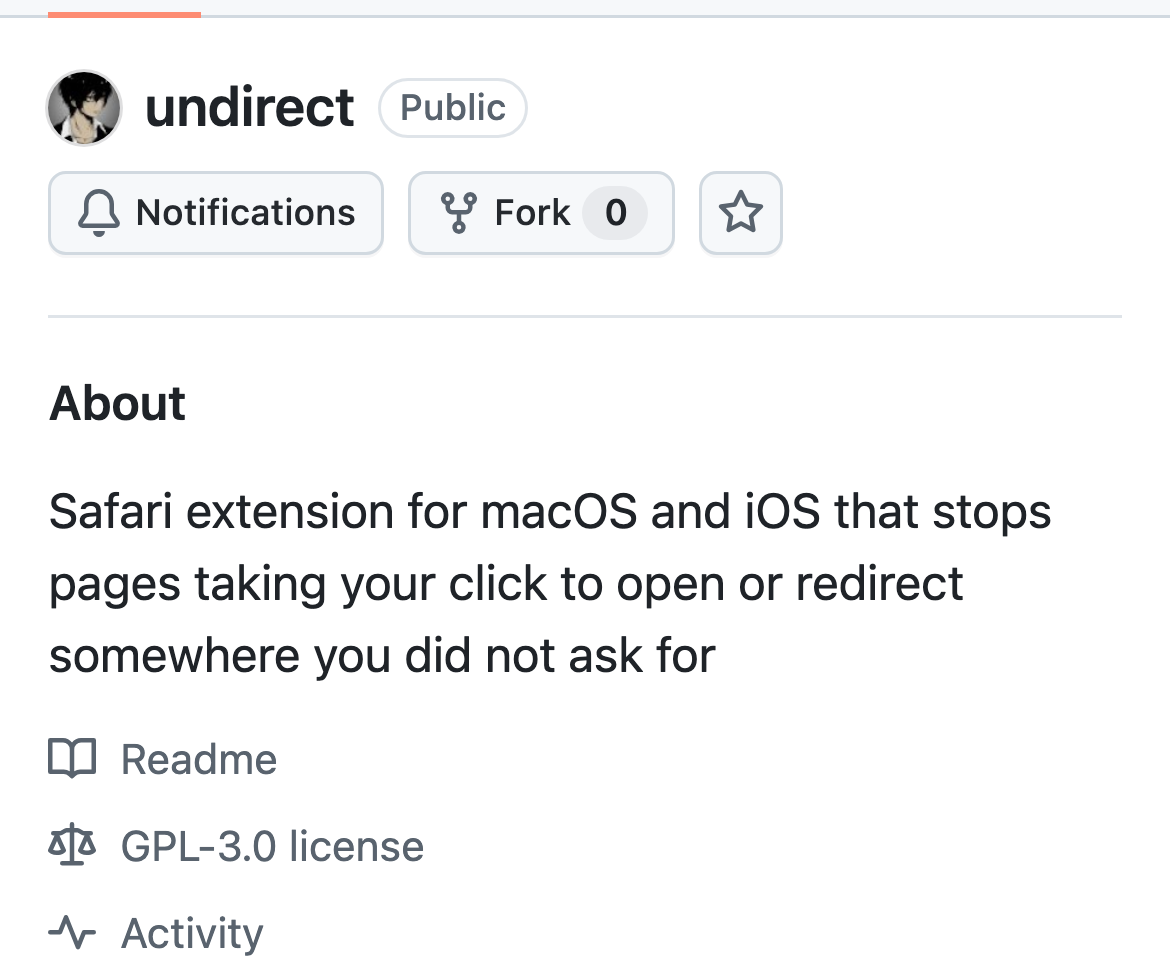 undirect Public
Notifications Fork 0
About
Safari extension for macOS and iOS that stops
pages taking your click to open or redirect
somewhere you did not ask for
Readme
GPL-3.0 license
Activity